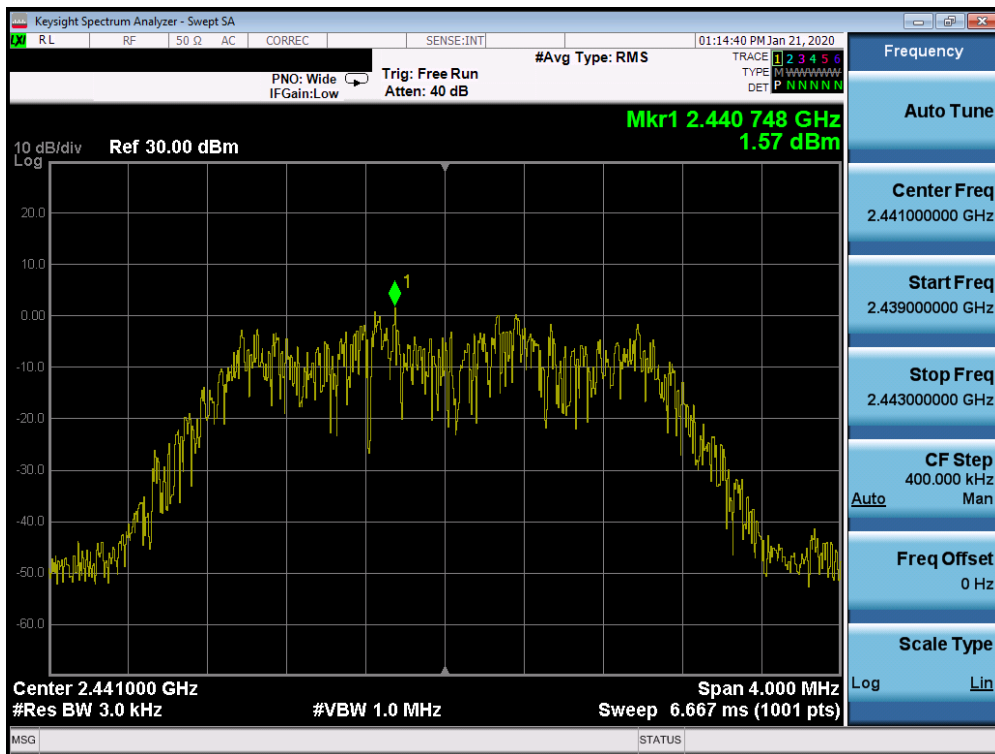 Keysight Spectrum Analyzer - Swept SA
LXI RL RF 50 Ω AC CORREC SENSE:INT 01:14:40 PM Jan 21, 2020
PNO: Wide
IFGain:Low
Trig: Free Run
Atten: 40 dB
#Avg Type: RMS
TRACE 1 2 3 4 5 6
TYPE M W W W W W
DET P N N N N N
Mkr1 2.440 748 GHz
1.57 dBm
10 dB/div Ref 30.00 dBm
Log
20.0
10.0
0.00
-10.0
-20.0
-30.0
-40.0
-50.0
-60.0
1
Center 2.441000 GHz Span 4.000 MHz
#Res BW 3.0 kHz #VBW 1.0 MHz Sweep 6.667 ms (1001 pts)
MSG STATUS
Frequency
Auto Tune
Center Freq
2.441000000 GHz
Start Freq
2.439000000 GHz
Stop Freq
2.443000000 GHz
CF Step
400.000 kHz
Auto Man
Freq Offset
0 Hz
Scale Type
Log Lin